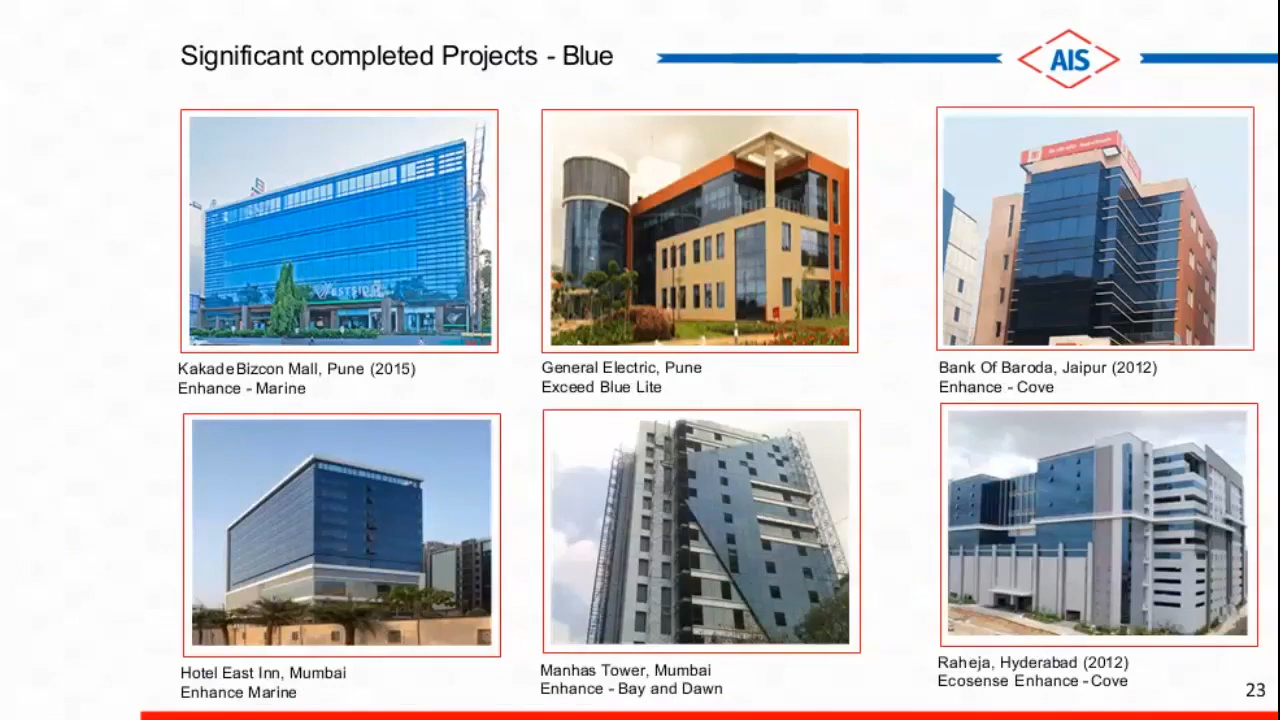 Significant completed Projects - Blue
AIS
WESTSIDE
Kakade Bizcon Mall, Pune (2015)
Enhance - Marine
General Electric, Pune
Exceed Blue Lite
Bank Of Baroda, Jaipur (2012)
Enhance - Cove
Hotel East Inn, Mumbai
Enhance Marine
Manhas Tower, Mumbai
Enhance - Bay and Dawn
Raheja, Hyderabad (2012)
Ecosense Enhance - Cove
23